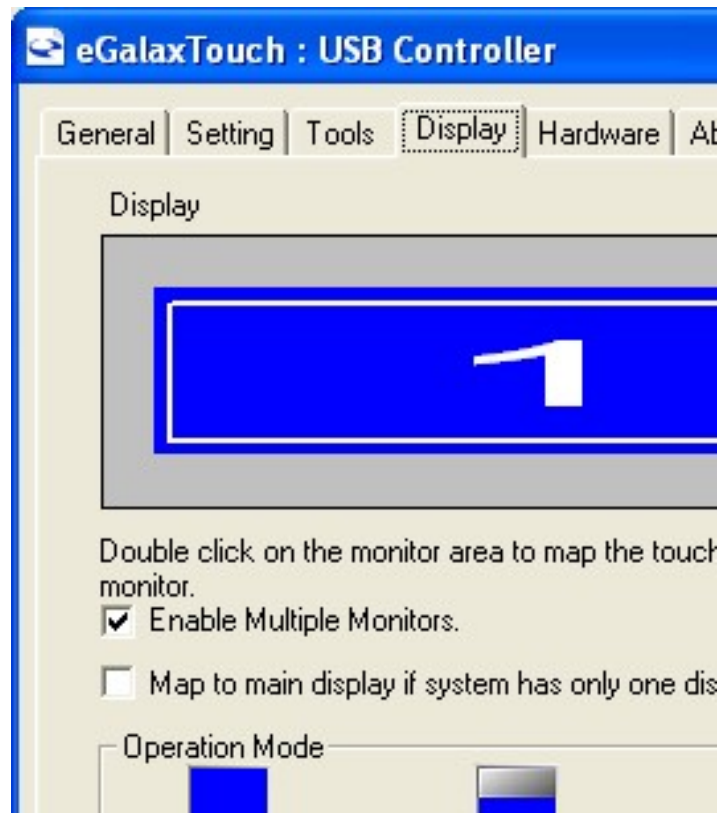 eGalaxTouch : USB Controller
General Setting Tools Display Hardware
Display
1
Double click on the monitor area to map the touch
monitor.
Enable Multiple Monitors.
Map to main display if system has only one
Operation Mode